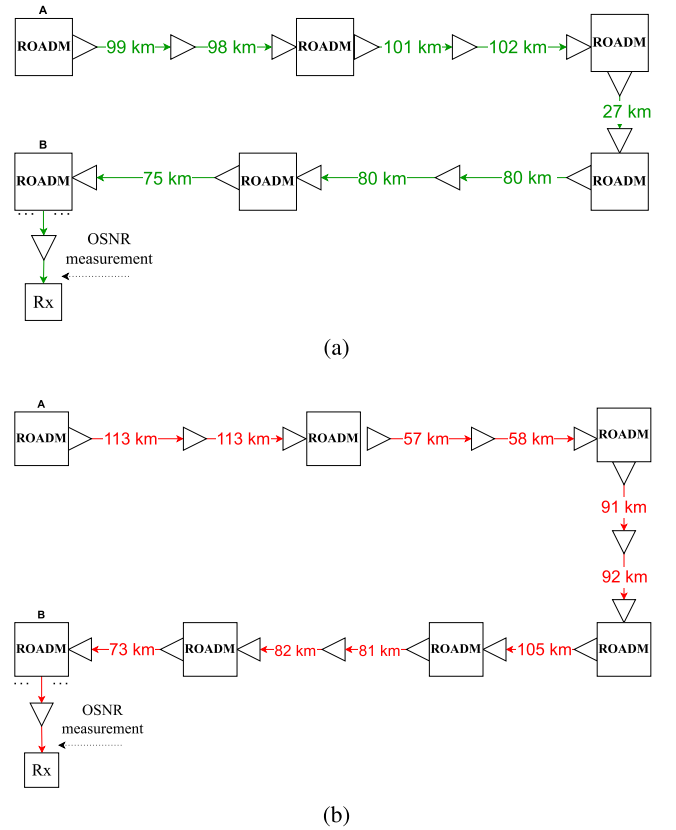 A
ROADM 99 km 98 km ROADM 101 km 102 km ROADM
27 km
B
ROADM 75 km ROADM 80 km 80 km ROADM
... ...
OSNR
measurement
Rx
(a)
A
ROADM 113 km 113 km ROADM 57 km 58 km ROADM
91 km
92 km
B
ROADM 73 km ROADM 82 km 81 km ROADM 105 km ROADM
... ...
OSNR
measurement
Rx
(b)